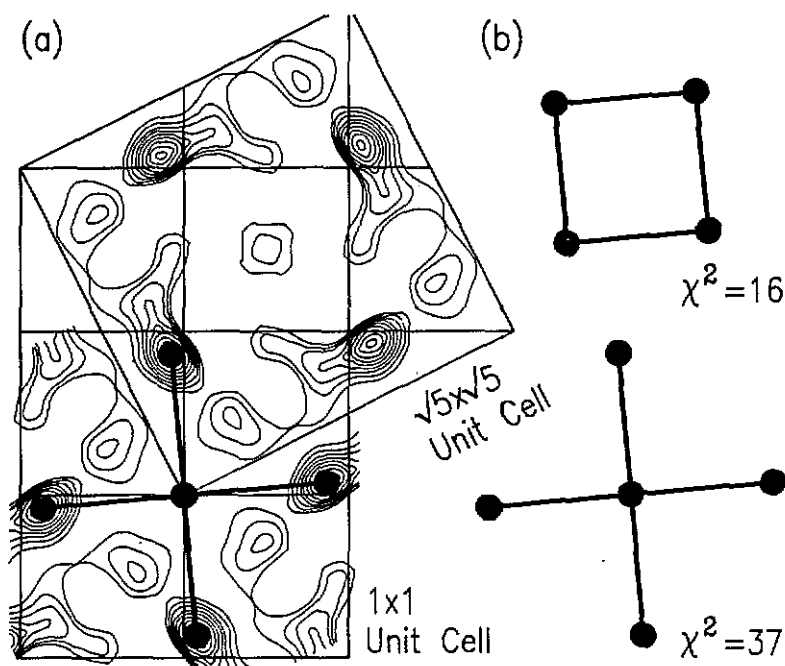 (a)
(b)
χ²=16
√5x√5
Unit Cell
1x1
Unit Cell
χ²=37